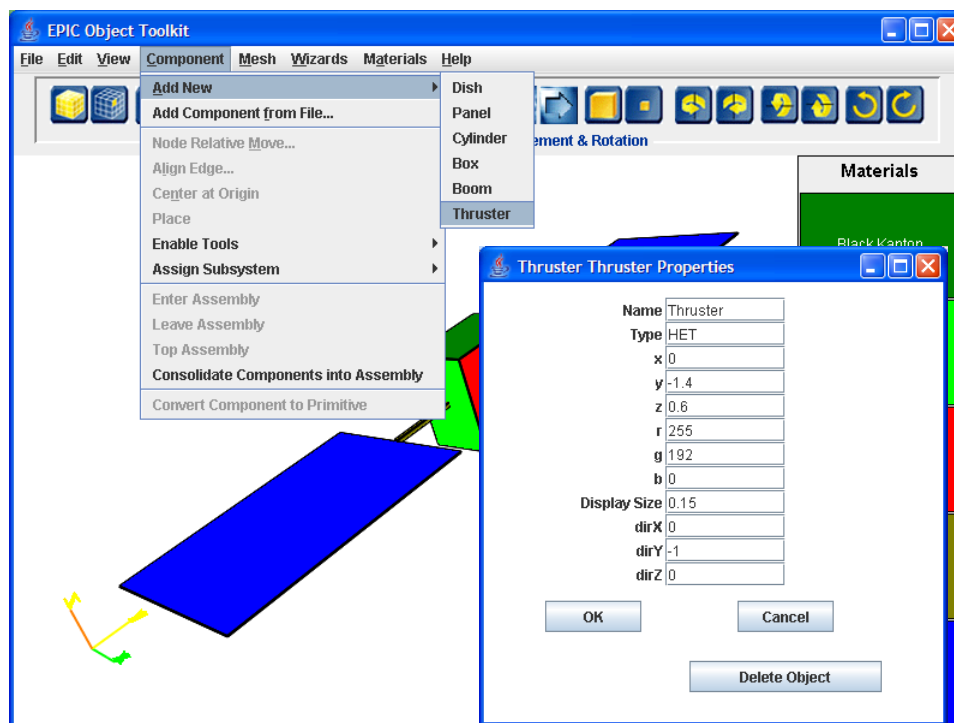 EPIC Object Toolkit
File Edit View Component Mesh Wizards Materials Help
Add New
Add Component from File...
Node Relative Move...
Align Edge...
Center at Origin
Place
Enable Tools
Assign Subsystem
Enter Assembly
Leave Assembly
Top Assembly
Consolidate Components into Assembly
Convert Component to Primitive
Dish
Panel
Cylinder
Box
Boom
Thruster
ement & Rotation
Materials
Black Kapton
Thruster Thruster Properties
Name Thruster
Type HET
x 0
y -1.4
z 0.6
r 255
g 192
b 0
Display Size 0.15
dirX 0
dirY -1
dirZ 0
OK Cancel
Delete Object